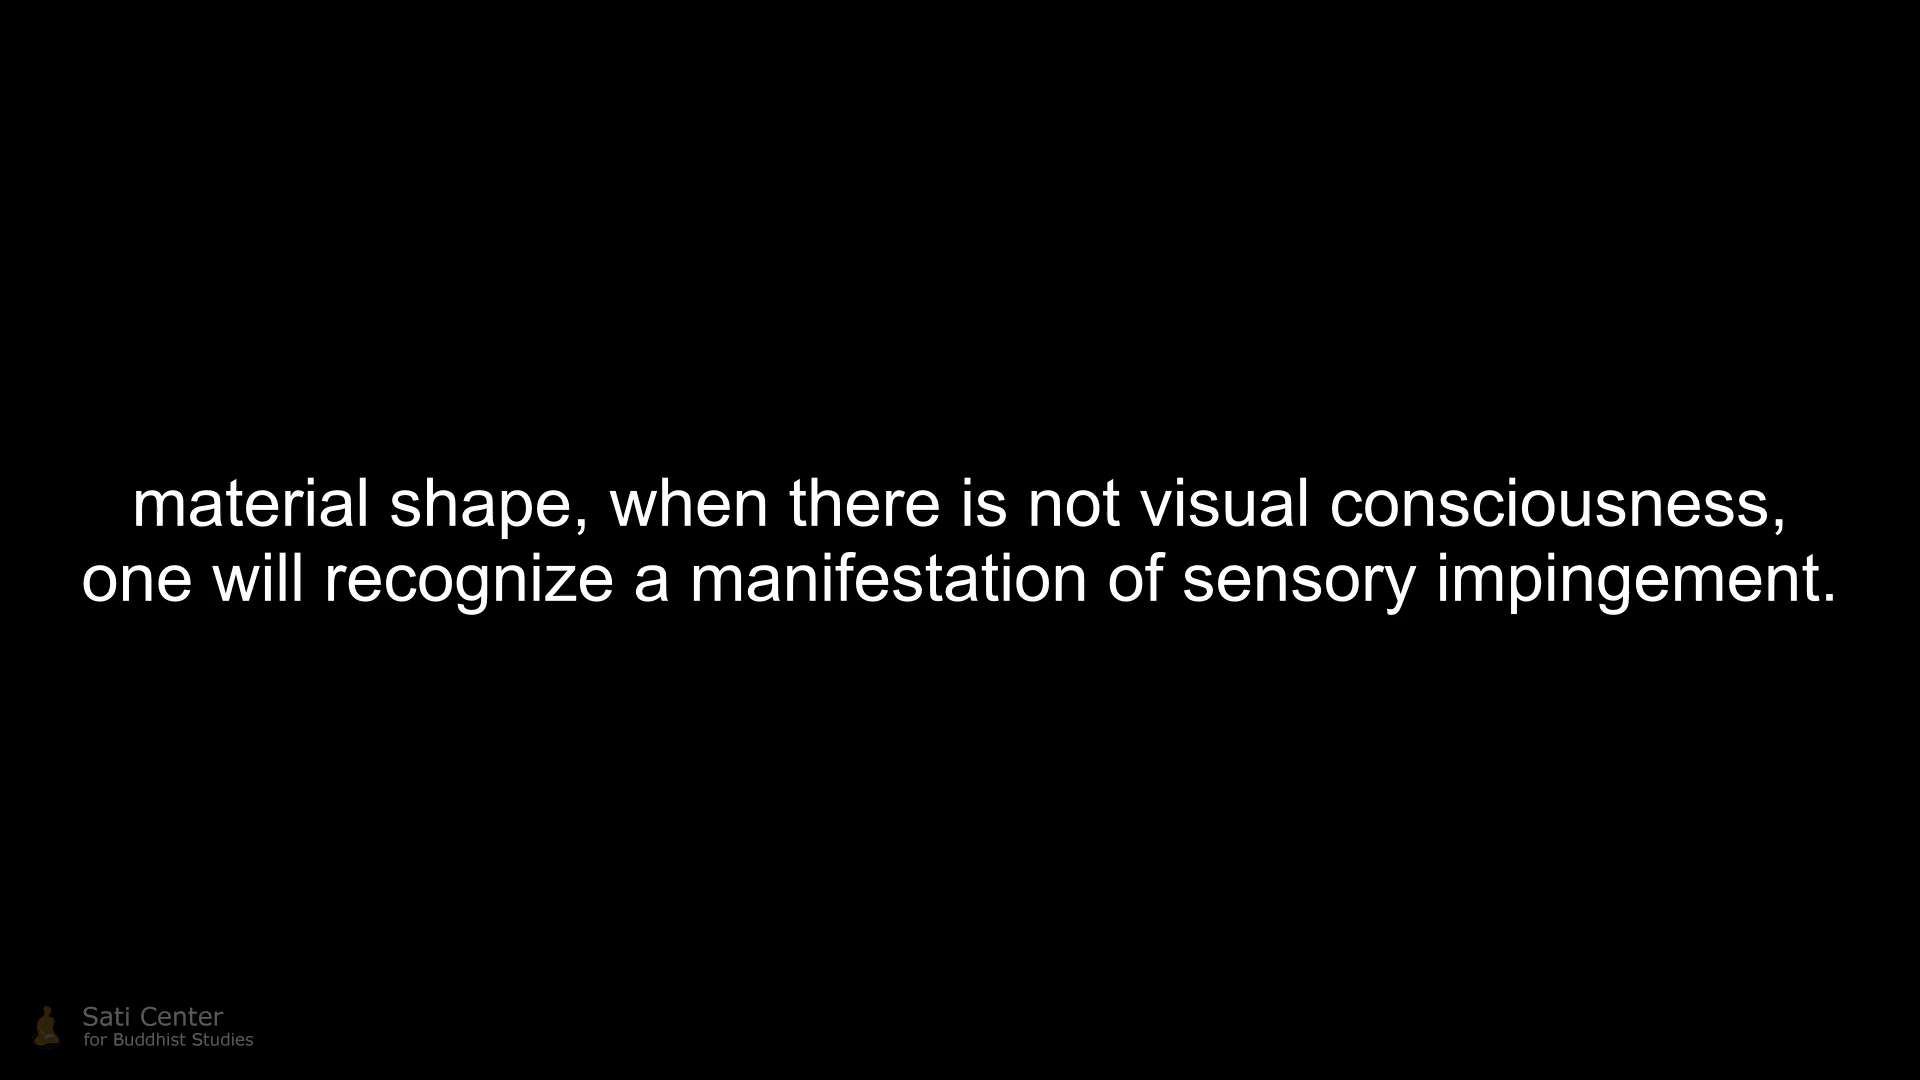 material shape, when there is not visual consciousness,
one will recognize a manifestation of sensory impingement.
Sati Center
for Buddhist Studies